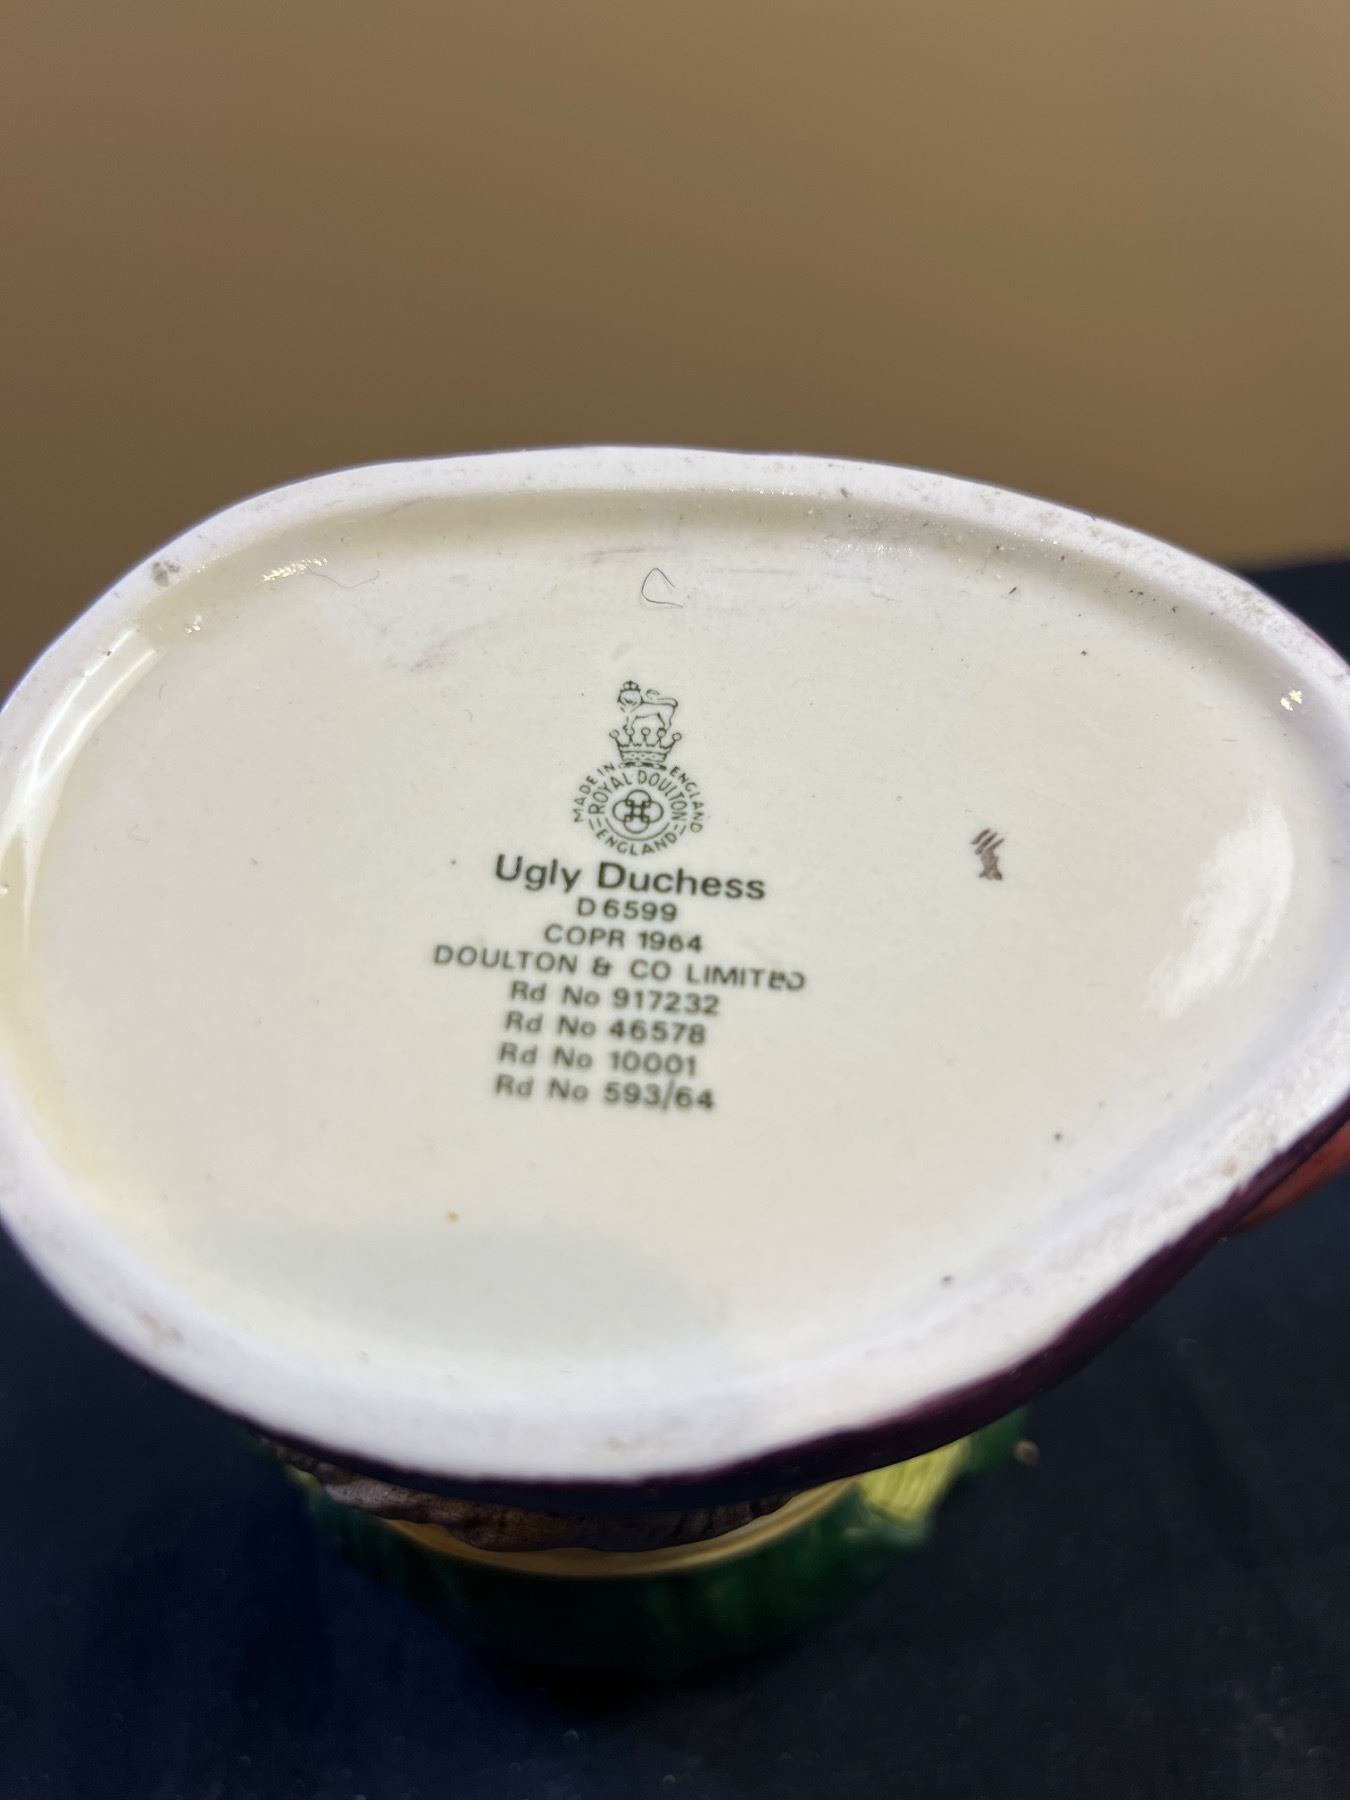 MADE IN ENGLAND
ROYAL DOULTON
ENGLAND
Ugly Duchess
D 6599
COPR 1964
DOULTON & CO LIMITED
Rd No 917232
Rd No 46578
Rd No 10001
Rd No 593/64